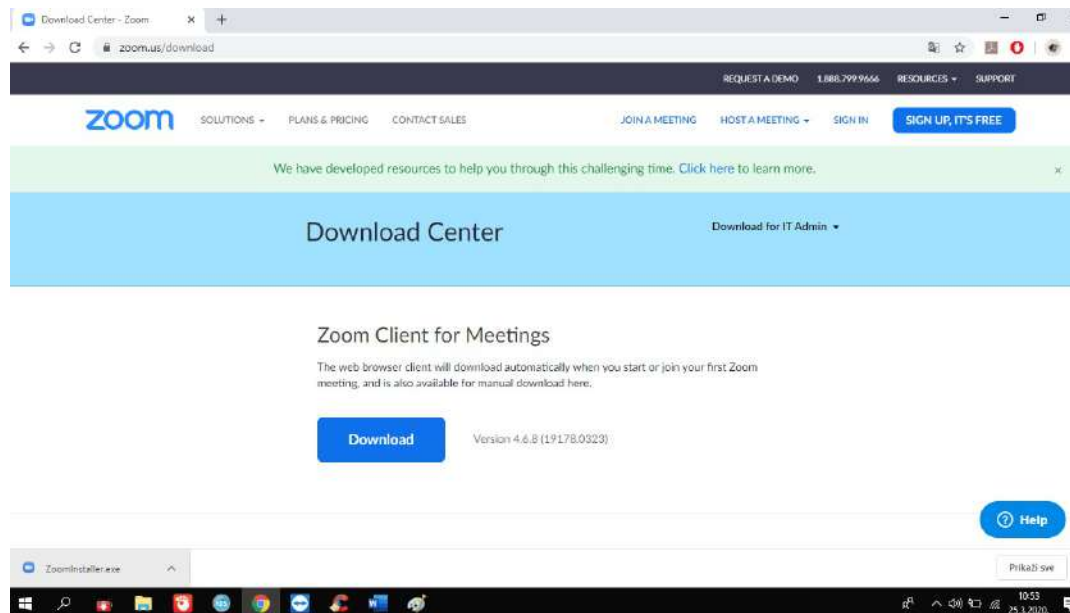 Download Center - Zoom
zoom.us/download
REQUEST A DEMO 1.888.799.9666 RESOURCES SUPPORT
zoom SOLUTIONS PLANS & PRICING CONTACT SALES JOIN A MEETING HOST A MEETING SIGN IN SIGN UP, IT'S FREE
We have developed resources to help you through this challenging time. Click here to learn more.
Download Center Download for IT Admin
Zoom Client for Meetings
The web browser client will download automatically when you start or join your first Zoom
meeting, and is also available for manual download here.
Download Version 4.6.8 (19178.0323)
Help
ZoomInstaller.exe Prikaži sve
10:53
25.3.2020.